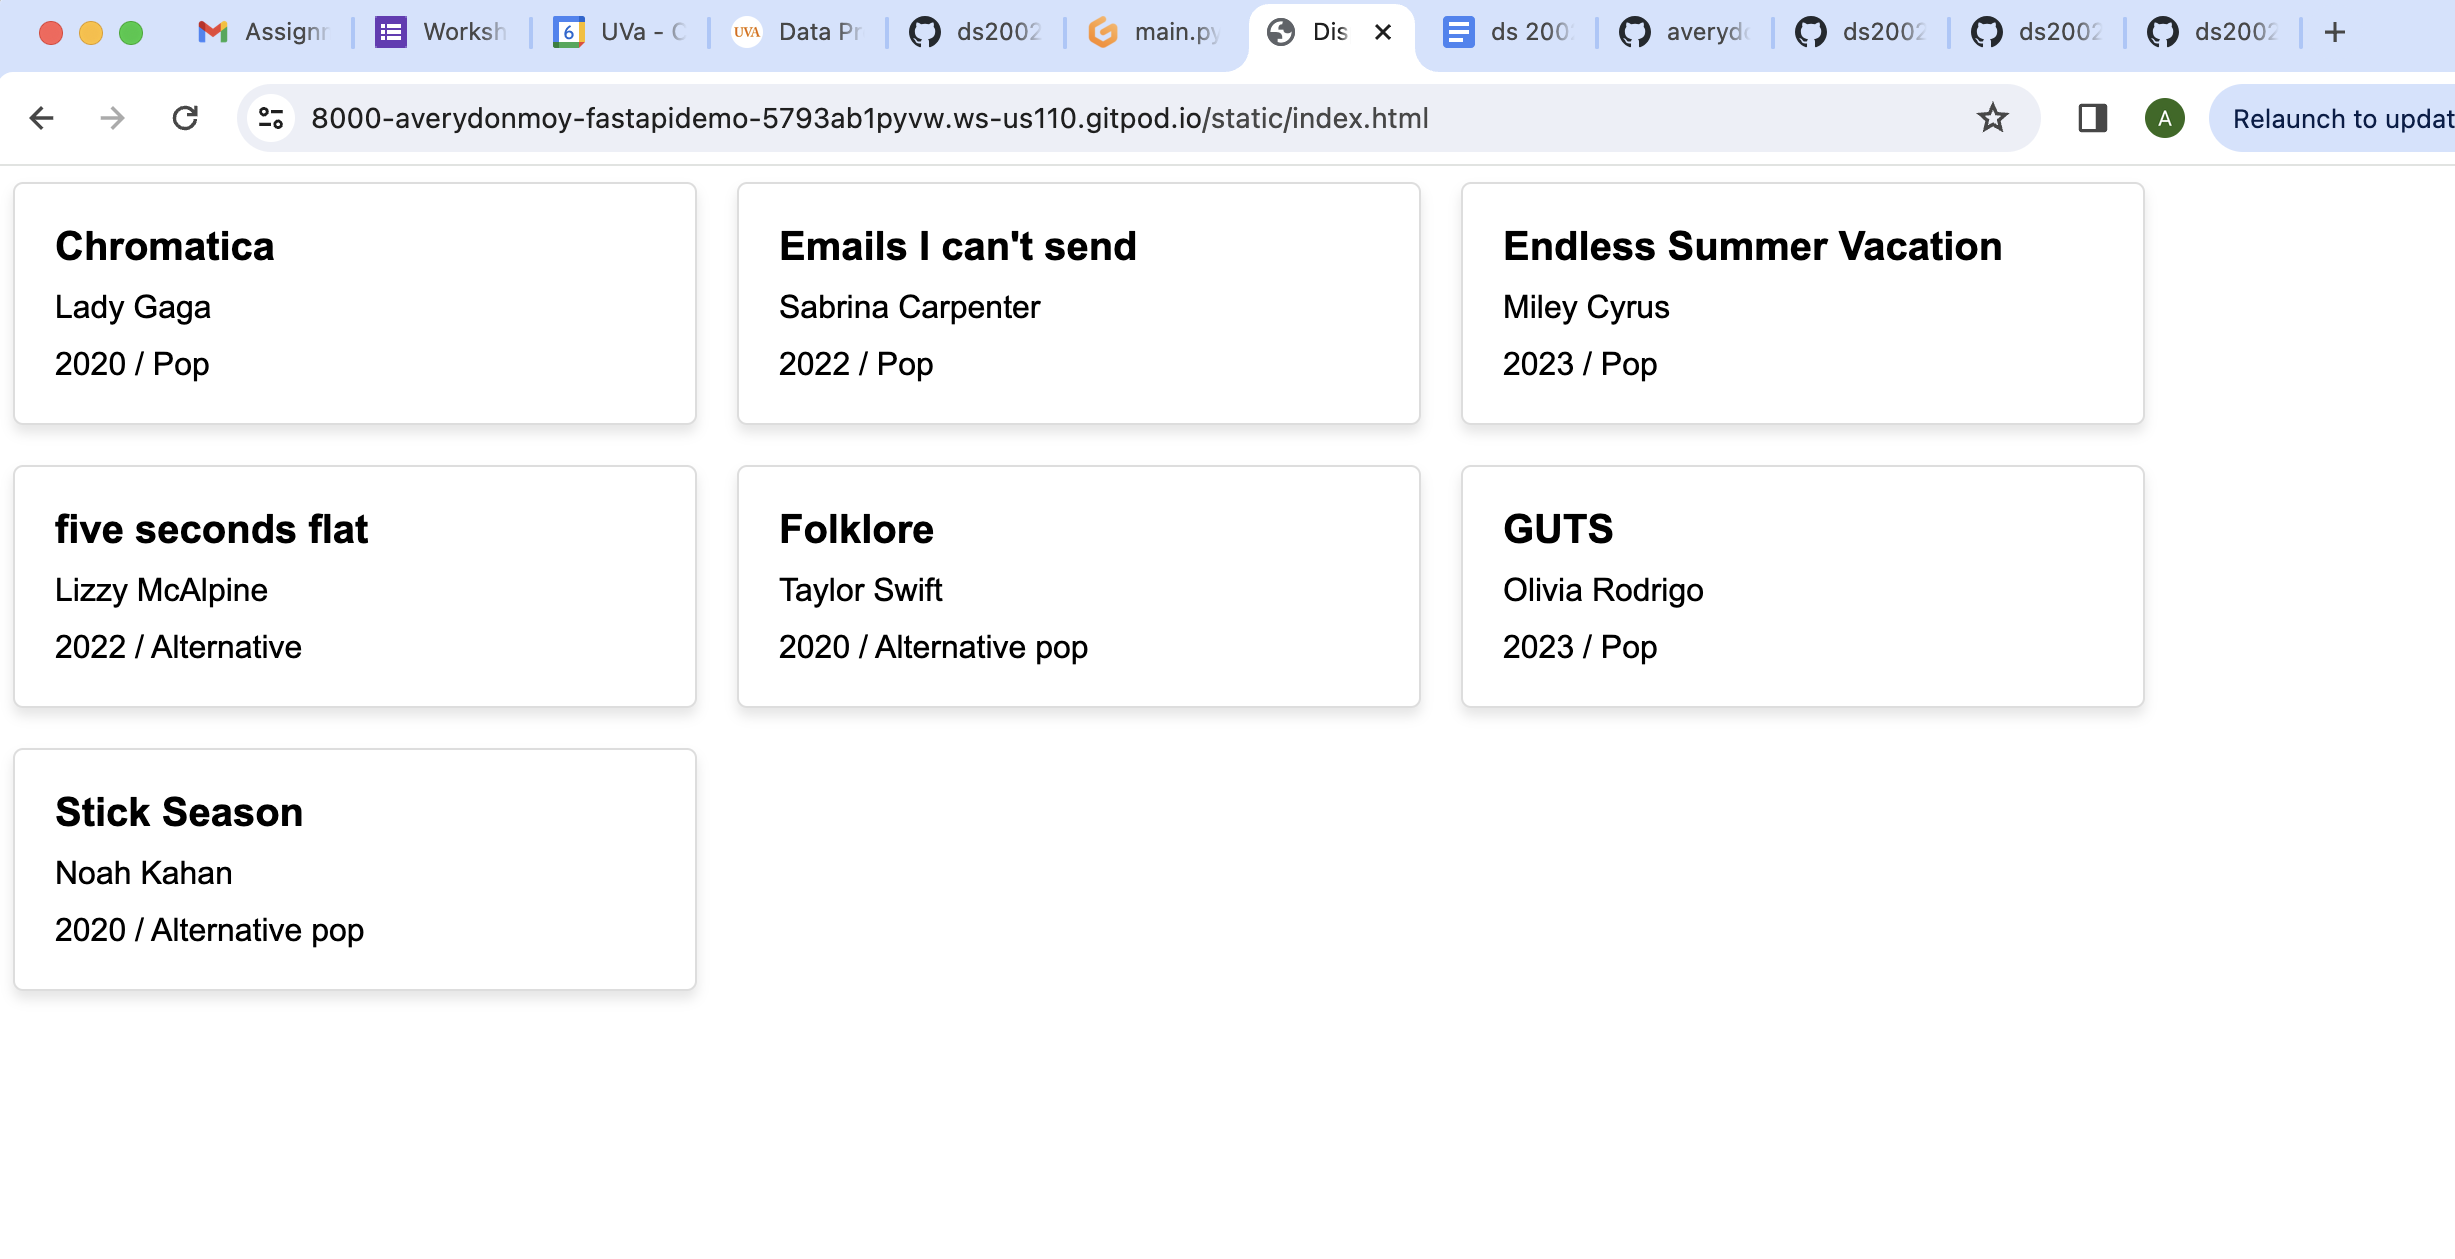 Assignr Worksh UVa - C Data Pr ds2002 main.py Dis ds 200 averyd ds2002 ds2002 ds2002
8000-averydonmoy-fastapidemo-5793ab1pyvw.ws-us110.gitpod.io/static/index.html A Relaunch to updat
Chromatica
Lady Gaga
2020 / Pop
Emails I can't send
Sabrina Carpenter
2022 / Pop
Endless Summer Vacation
Miley Cyrus
2023 / Pop
five seconds flat
Lizzy McAlpine
2022 / Alternative
Folklore
Taylor Swift
2020 / Alternative pop
GUTS
Olivia Rodrigo
2023 / Pop
Stick Season
Noah Kahan
2020 / Alternative pop